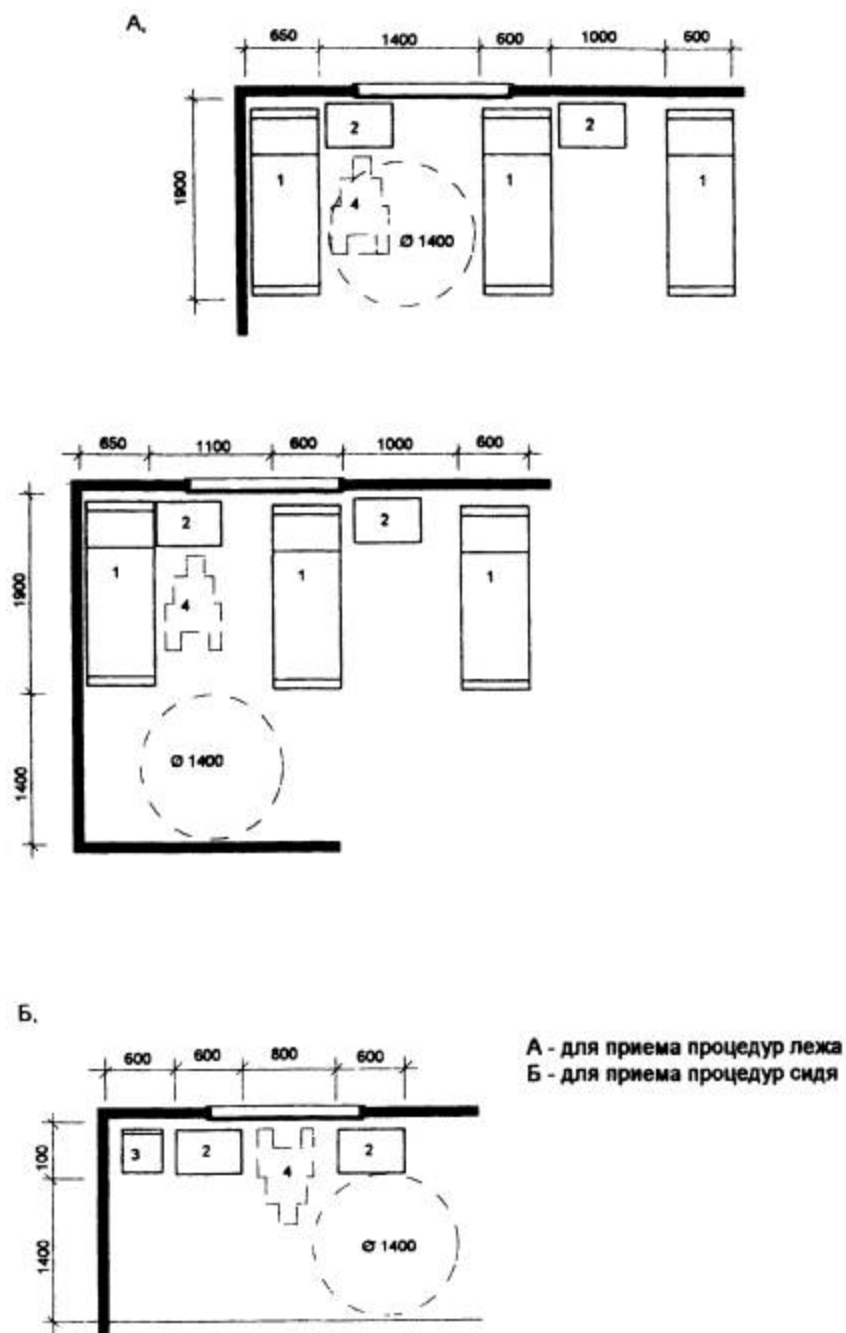 А,
650 1400 600 1000 600
2 2
1 1 1
4
1900
Ø 1400
650 1100 600 1000 600
2 2
1 1 1
4
1900
Ø 1400
1400
Б,
А - для приема процедур лежа
Б - для приема процедур сидя
600 600 800 600
3 2 4 2
100
1400
Ø 1400